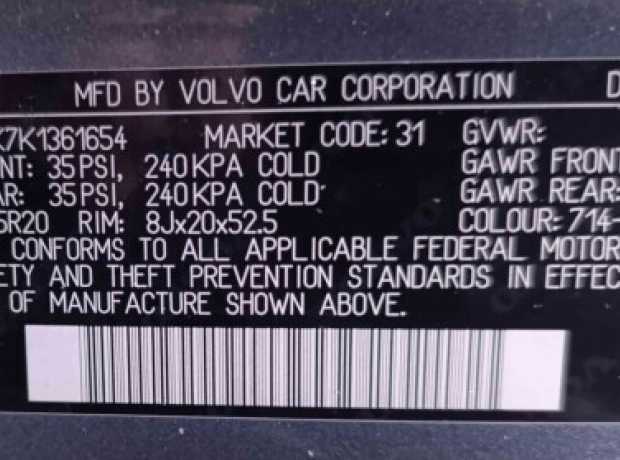 MFD BY VOLVO CAR CORPORATION D
7K1361654 MARKET CODE: 31 GVWR:
NT: 35 PSI, 240 KPA COLD GAWR FRONT
AR: 35 PSI, 240 KPA COLD GAWR REAR:
5R20 RIM: 8Jx20x52.5 COLOUR: 714-
CONFORMS TO ALL APPLICABLE FEDERAL MOTOR
ETY AND THEFT PREVENTION STANDARDS IN EFFEC
OF MANUFACTURE SHOWN ABOVE.